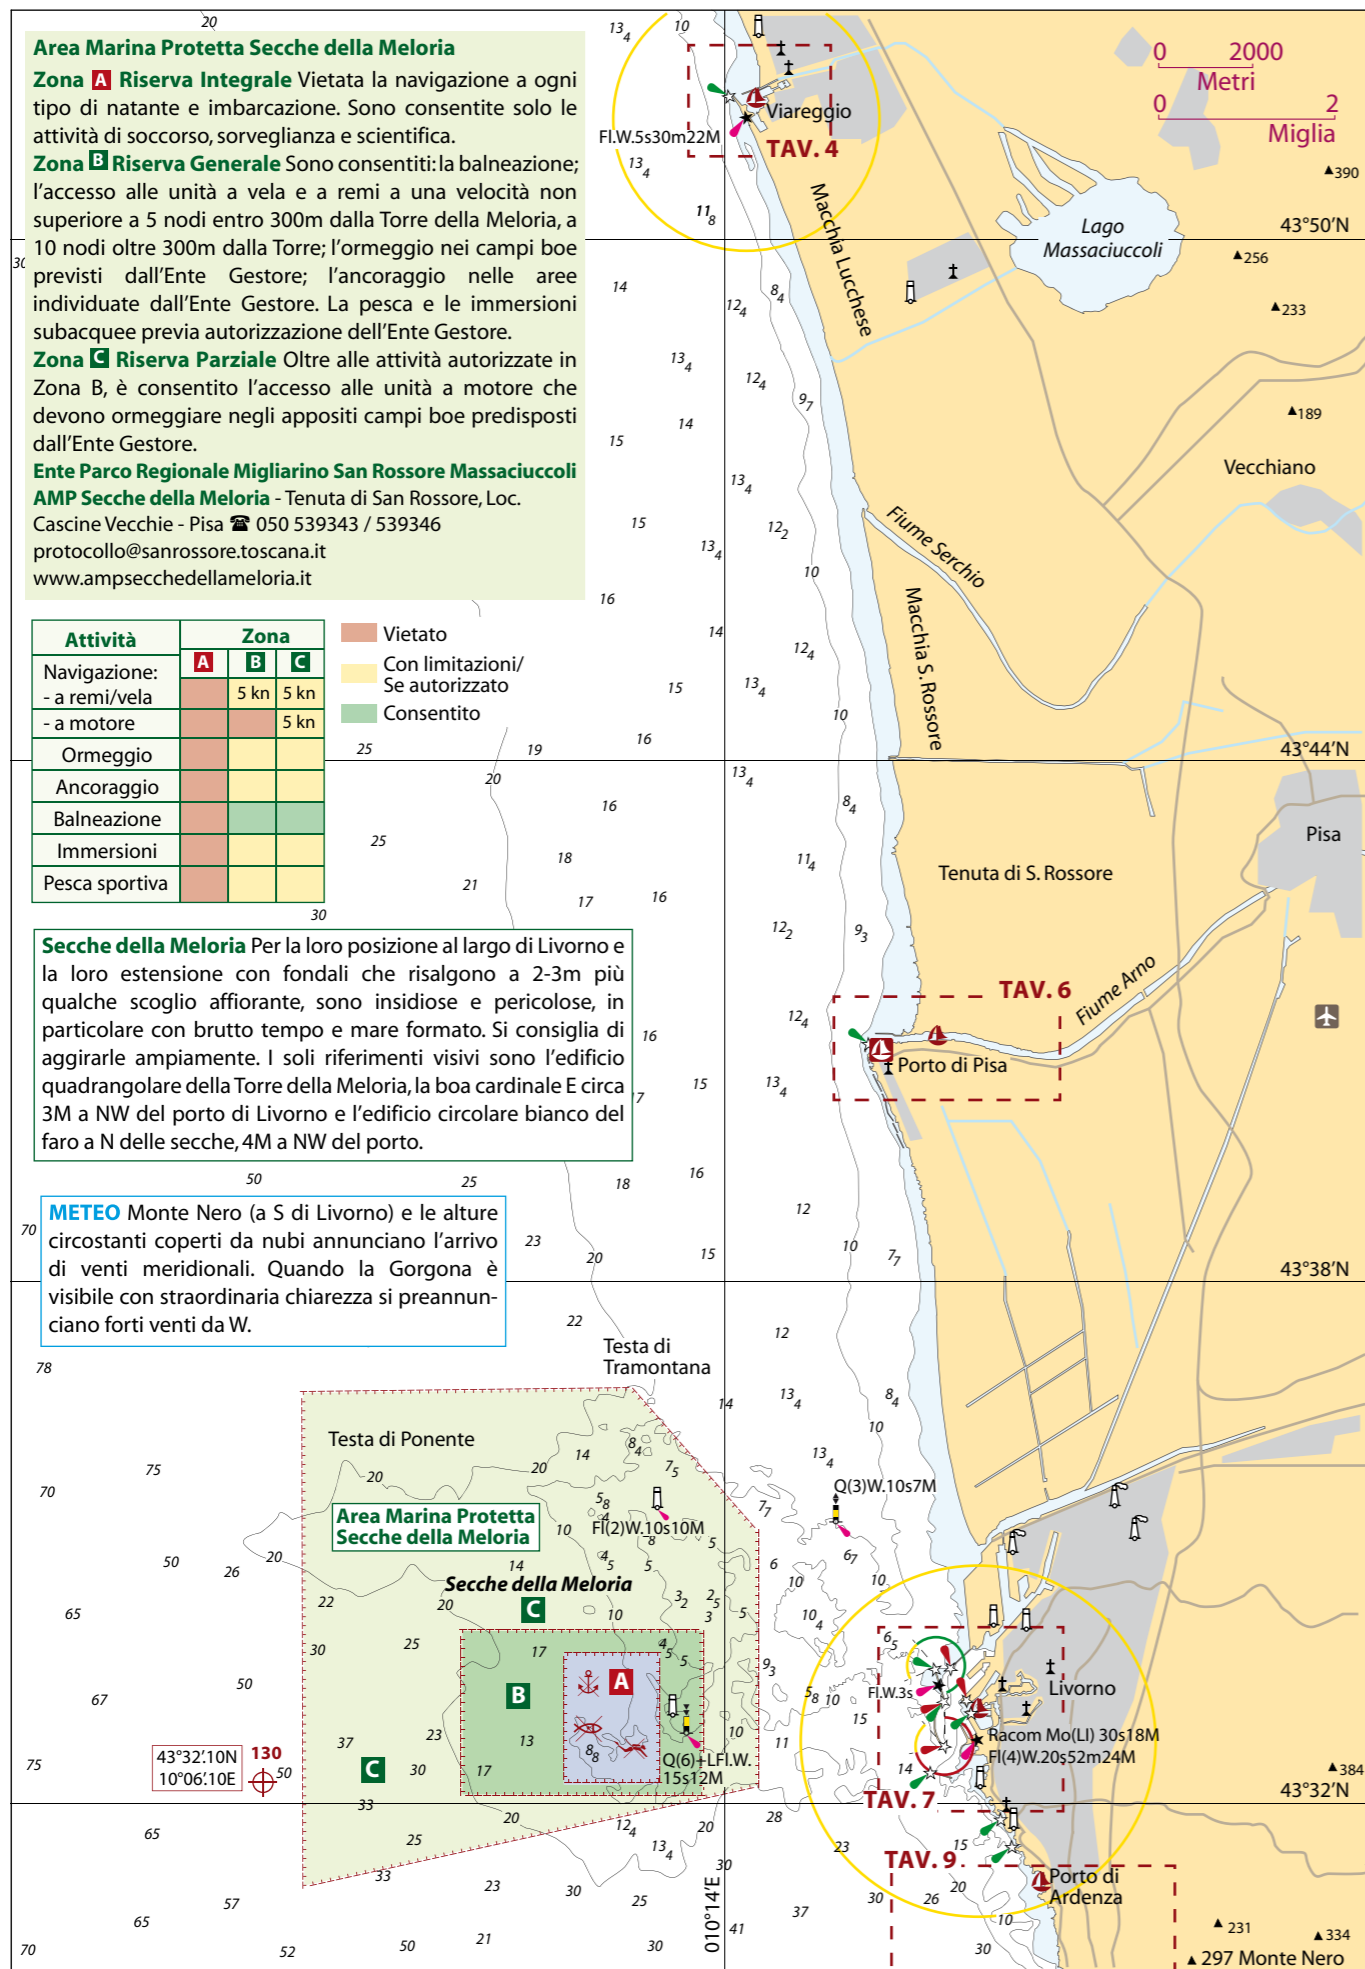 Area Marina Protetta Secche della Meloria
Zona A Riserva Integrale Vietata la navigazione a ogni
tipo di natante e imbarcazione. Sono consentite solo le
attività di soccorso, sorveglianza e scientifica.
Zona B Riserva Generale Sono consentiti: la balneazione;
l'accesso alle unità a vela e a remi a una velocità non
superiore a 5 nodi entro 300m dalla Torre della Meloria, a
10 nodi oltre 300m dalla Torre; l'ormeggio nei campi boe
previsti dall'Ente Gestore; l'ancoraggio nelle aree
individuate dall'Ente Gestore. La pesca e le immersioni
subacquee previa autorizzazione dell'Ente Gestore.
Zona C Riserva Parziale Oltre alle attività autorizzate in
Zona B, è consentito l'accesso alle unità a motore che
devono ormeggiare negli appositi campi boe predisposti
dall'Ente Gestore.
Ente Parco Regionale Migliarino San Rossore Massaciuccoli
AMP Secche della Meloria - Tenuta di San Rossore, Loc.
Cascine Vecchie - Pisa ☎ 050 539343 / 539346
protocollo@sanrossore.toscana.it
www.ampsecchedellameloria.it
Attività Zona
A B C
Navigazione:
- a remi/vela 5 kn 5 kn
- a motore 5 kn
Ormeggio
Ancoraggio
Balneazione
Immersioni
Pesca sportiva
Vietato
Con limitazioni/
Se autorizzato
Consentito
Secche della Meloria Per la loro posizione al largo di Livorno e
la loro estensione con fondali che risalgono a 2-3m più
qualche scoglio affiorante, sono insidiose e pericolose, in
particolare con brutto tempo e mare formato. Si consiglia di
aggirarle ampiamente. I soli riferimenti visivi sono l'edificio
quadrangolare della Torre della Meloria, la boa cardinale E circa
3M a NW del porto di Livorno e l'edificio circolare bianco del
faro a N delle secche, 4M a NW del porto.
METEO Monte Nero (a S di Livorno) e le alture
circostanti coperti da nubi annunciano l'arrivo
di venti meridionali. Quando la Gorgona è
visibile con straordinaria chiarezza si preannun-
ciano forti venti da W.
0 2000
Metri
0 2
Miglia
Viareggio
Fl.W.5s30m22M
TAV. 4
Macchia Lucchese
Lago
Massaciuccoli
390
43°50'N
256
233
189
Vecchiano
Fiume Serchio
Macchia S. Rossore
43°44'N
Pisa
Tenuta di S. Rossore
TAV. 6
Fiume Arno
Porto di Pisa
43°38'N
Testa di
Tramontana
Testa di Ponente
Area Marina Protetta
Secche della Meloria
Fl(2)W.10s10M
Q(3)W.10s7M
Secche della Meloria
C
B
A
C
Q(6)+LFl.W.
15s12M
43°32'.10N
10°06'.10E
130
Fl.W.3s
Livorno
Racom Mo(LI) 30s18M
Fl(4)W.20s52m24M
TAV. 7
384
43°32'N
TAV. 9
Porto di
Ardenza
010°14'E
231
334
297 Monte Nero